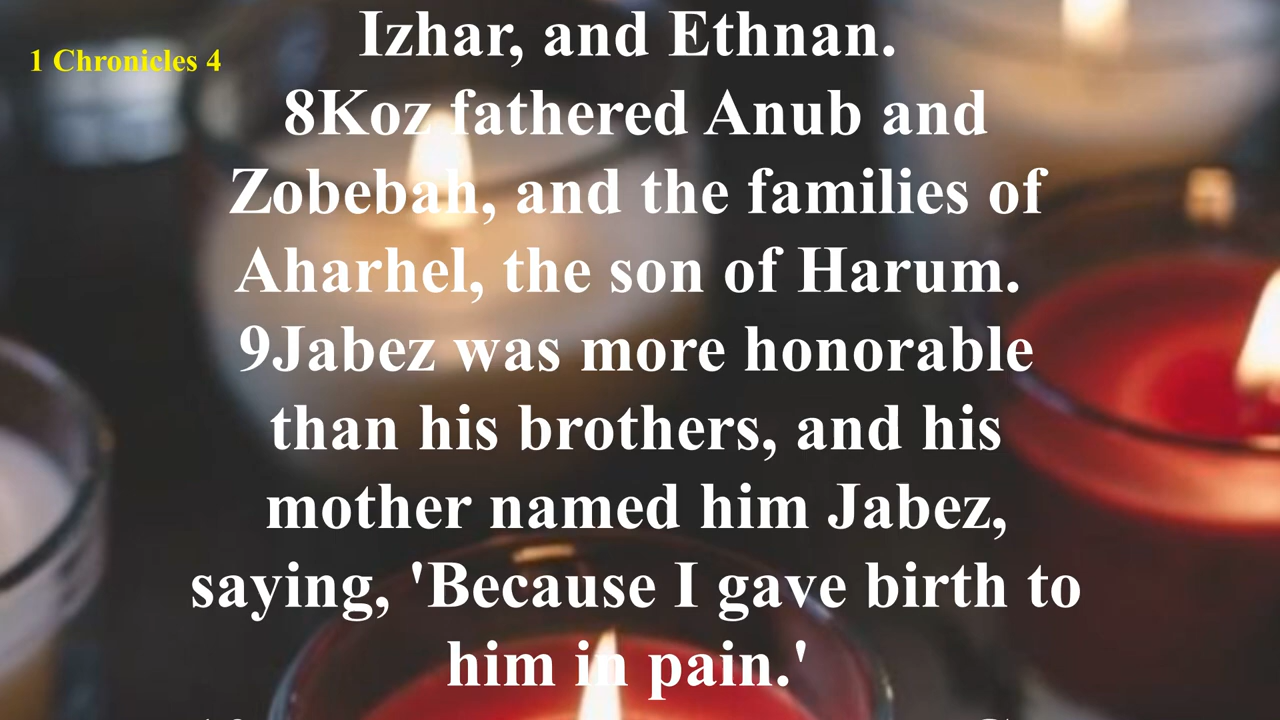 1 Chronicles 4
Izhar, and Ethnan.
8Koz fathered Anub and
Zobebah, and the families of
Aharhel, the son of Harum.
9Jabez was more honorable
than his brothers, and his
mother named him Jabez,
saying, 'Because I gave birth to
him in pain.'